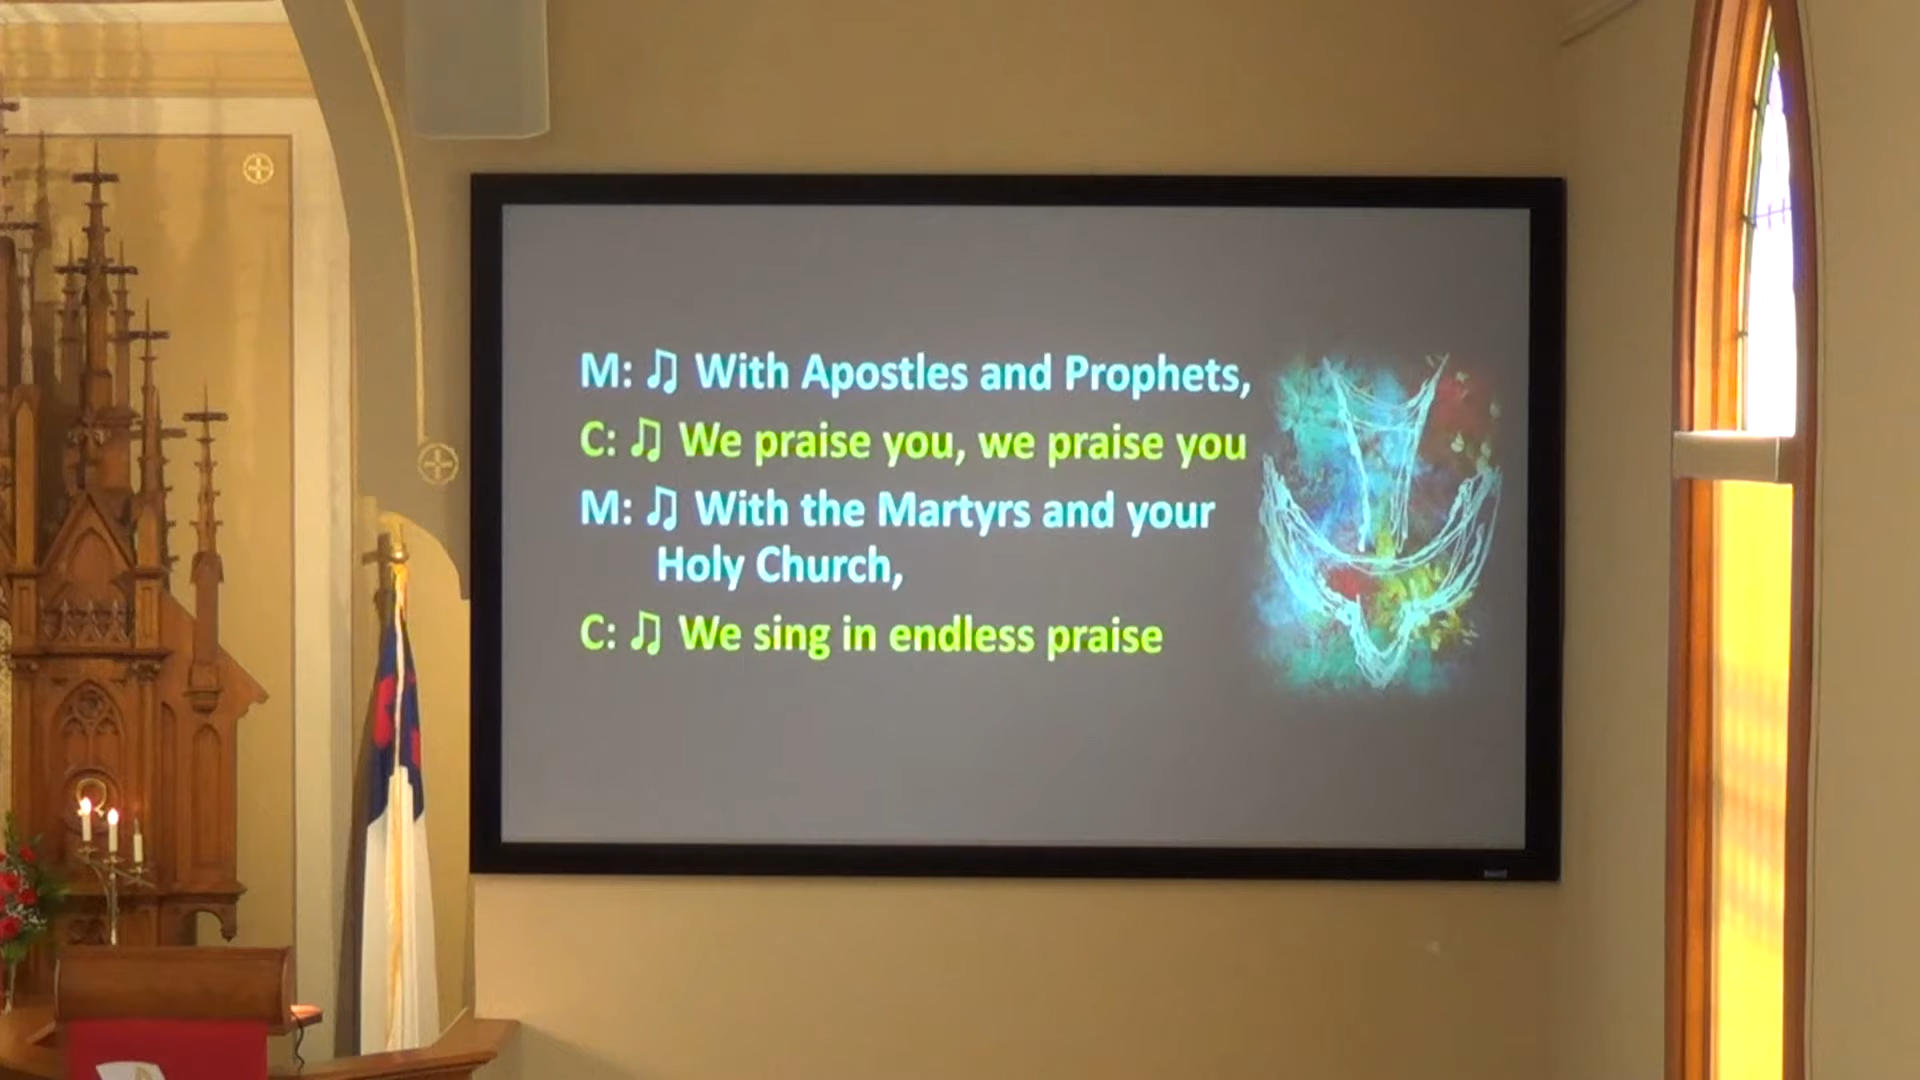 M: ♫ With Apostles and Prophets,
C: ♫ We praise you, we praise you
M: ♫ With the Martyrs and your
Holy Church,
C: ♫ We sing in endless praise